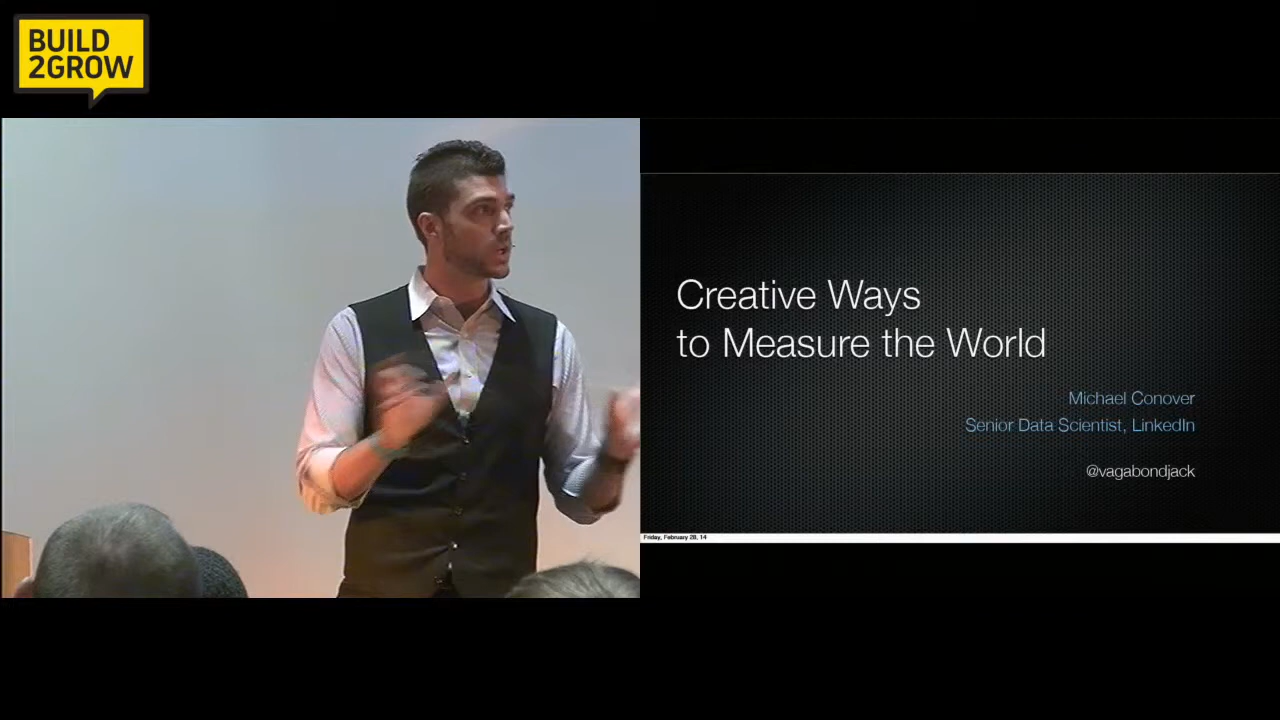 BUILD
2GROW
Creative Ways
to Measure the World
Michael Conover
Senior Data Scientist, LinkedIn
@vagabondjack
Friday, February 28, 14